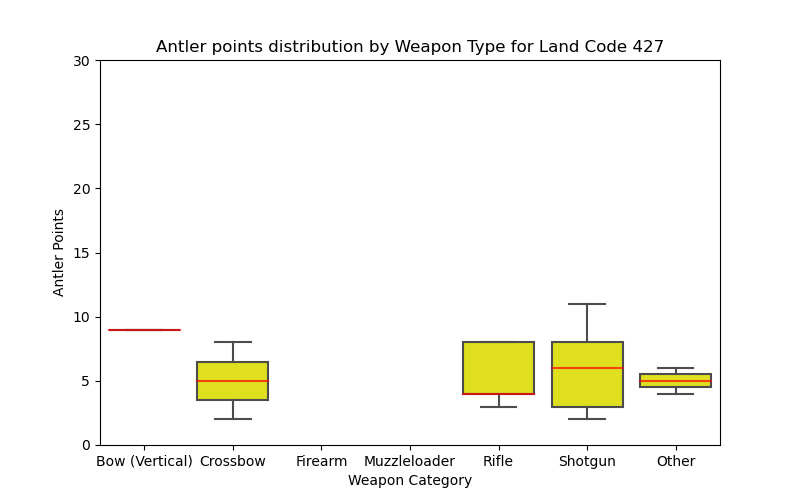 Antler points distribution by Weapon Type for Land Code 427
30
25
20
15
10
5
0
Antler Points
Bow (Vertical) Crossbow Firearm Muzzleloader Rifle Shotgun Other
Weapon Category